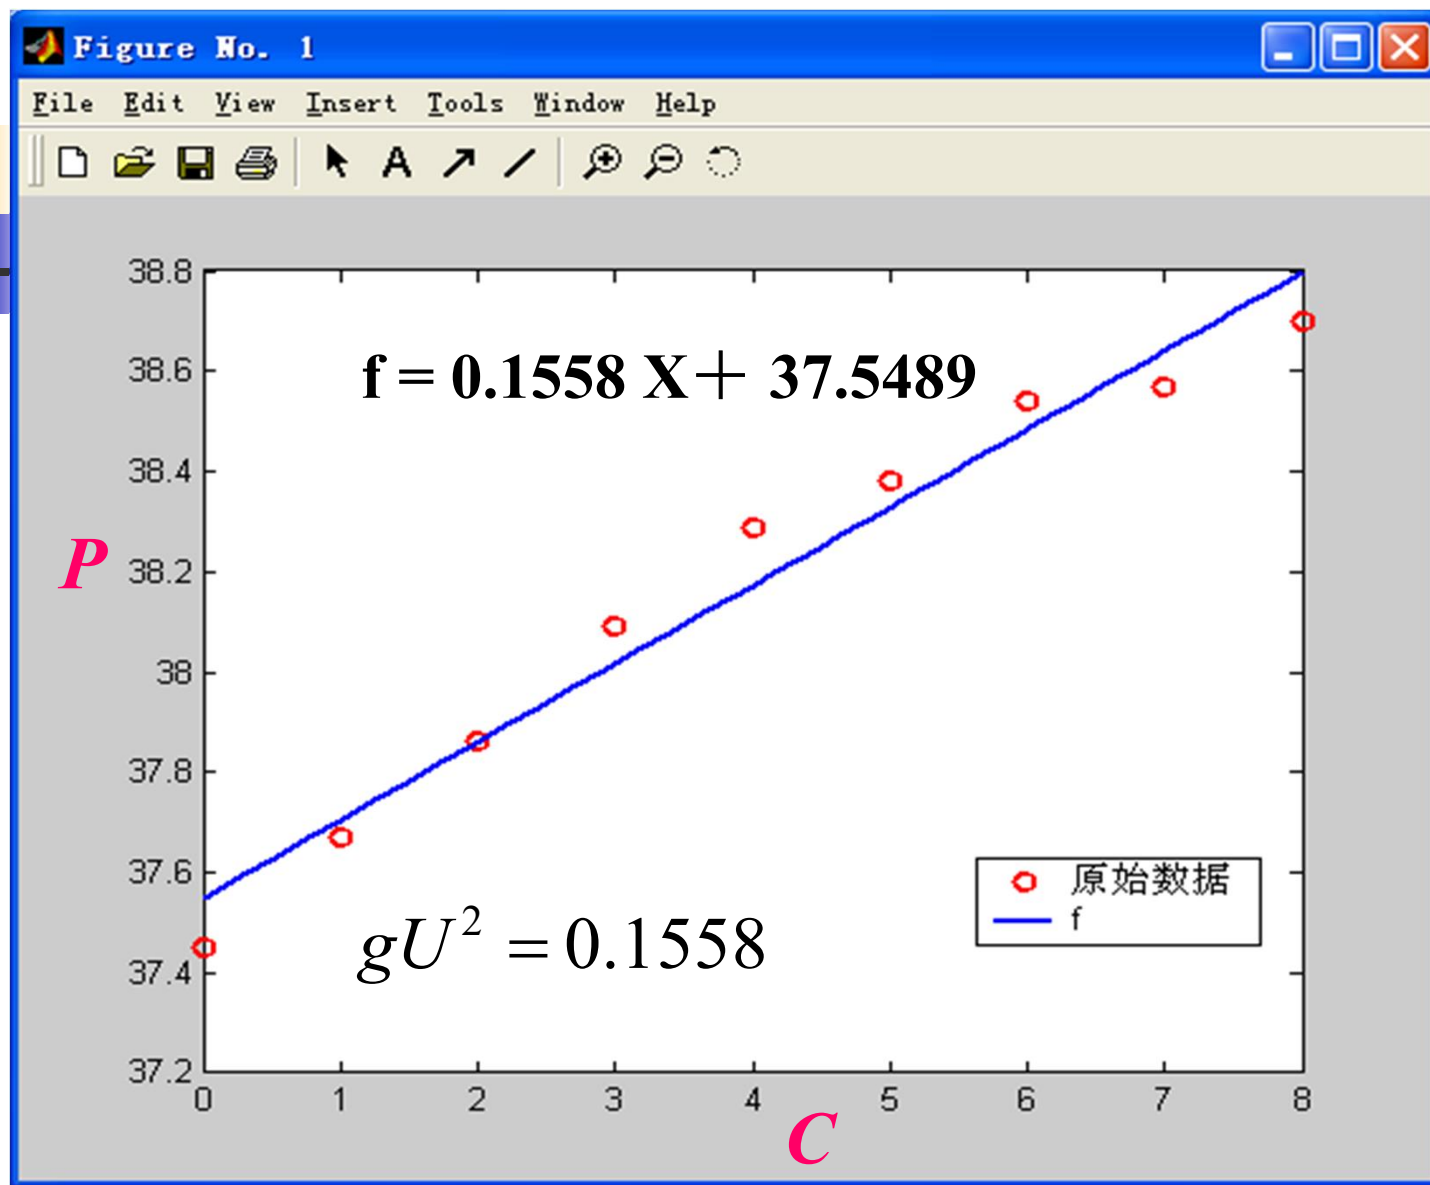 Figure No. 1
File Edit View Insert Tools Window Help
A
38.8
38.6
38.4
38.2
38
37.8
37.6
37.4
37.2
P
f = 0.1558 X＋ 37.5489
gU² = 0.1558
原始数据
f
0 1 2 3 4 5 6 7 8
C